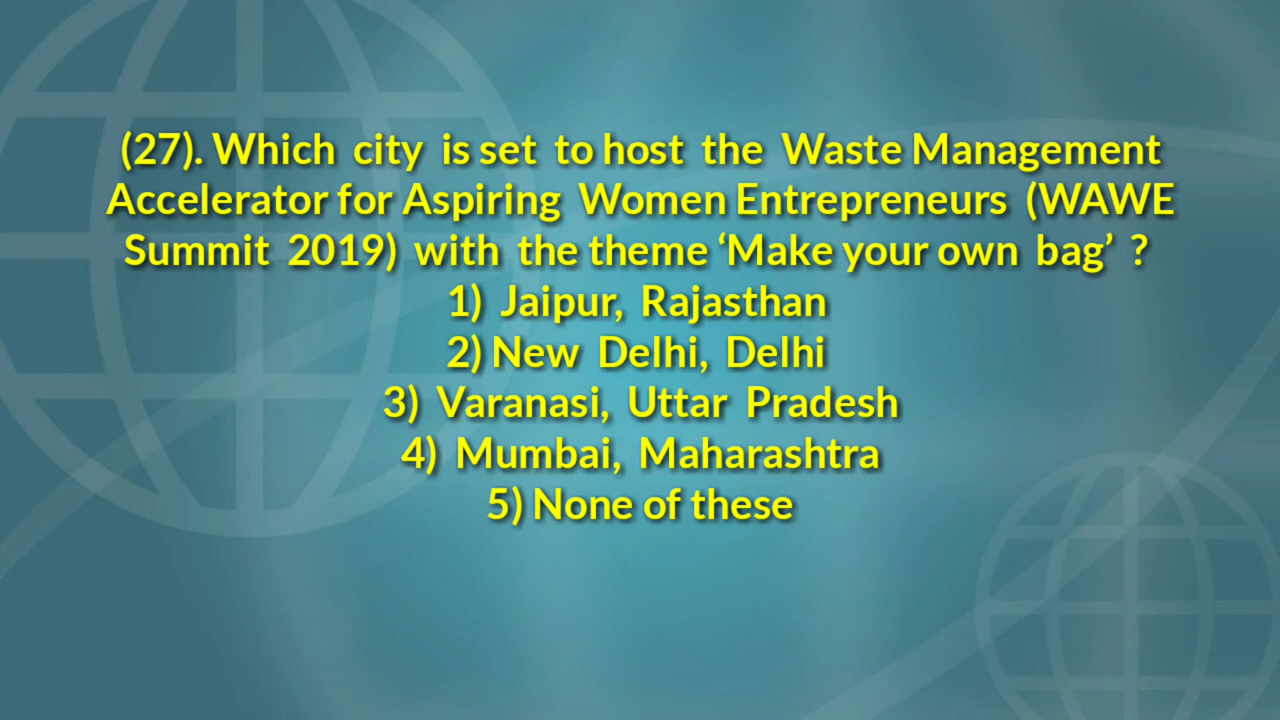 (27). Which city is set to host the Waste Management
Accelerator for Aspiring Women Entrepreneurs (WAWE
Summit 2019) with the theme ‘Make your own bag’ ?
1) Jaipur, Rajasthan
2) New Delhi, Delhi
3) Varanasi, Uttar Pradesh
4) Mumbai, Maharashtra
5) None of these